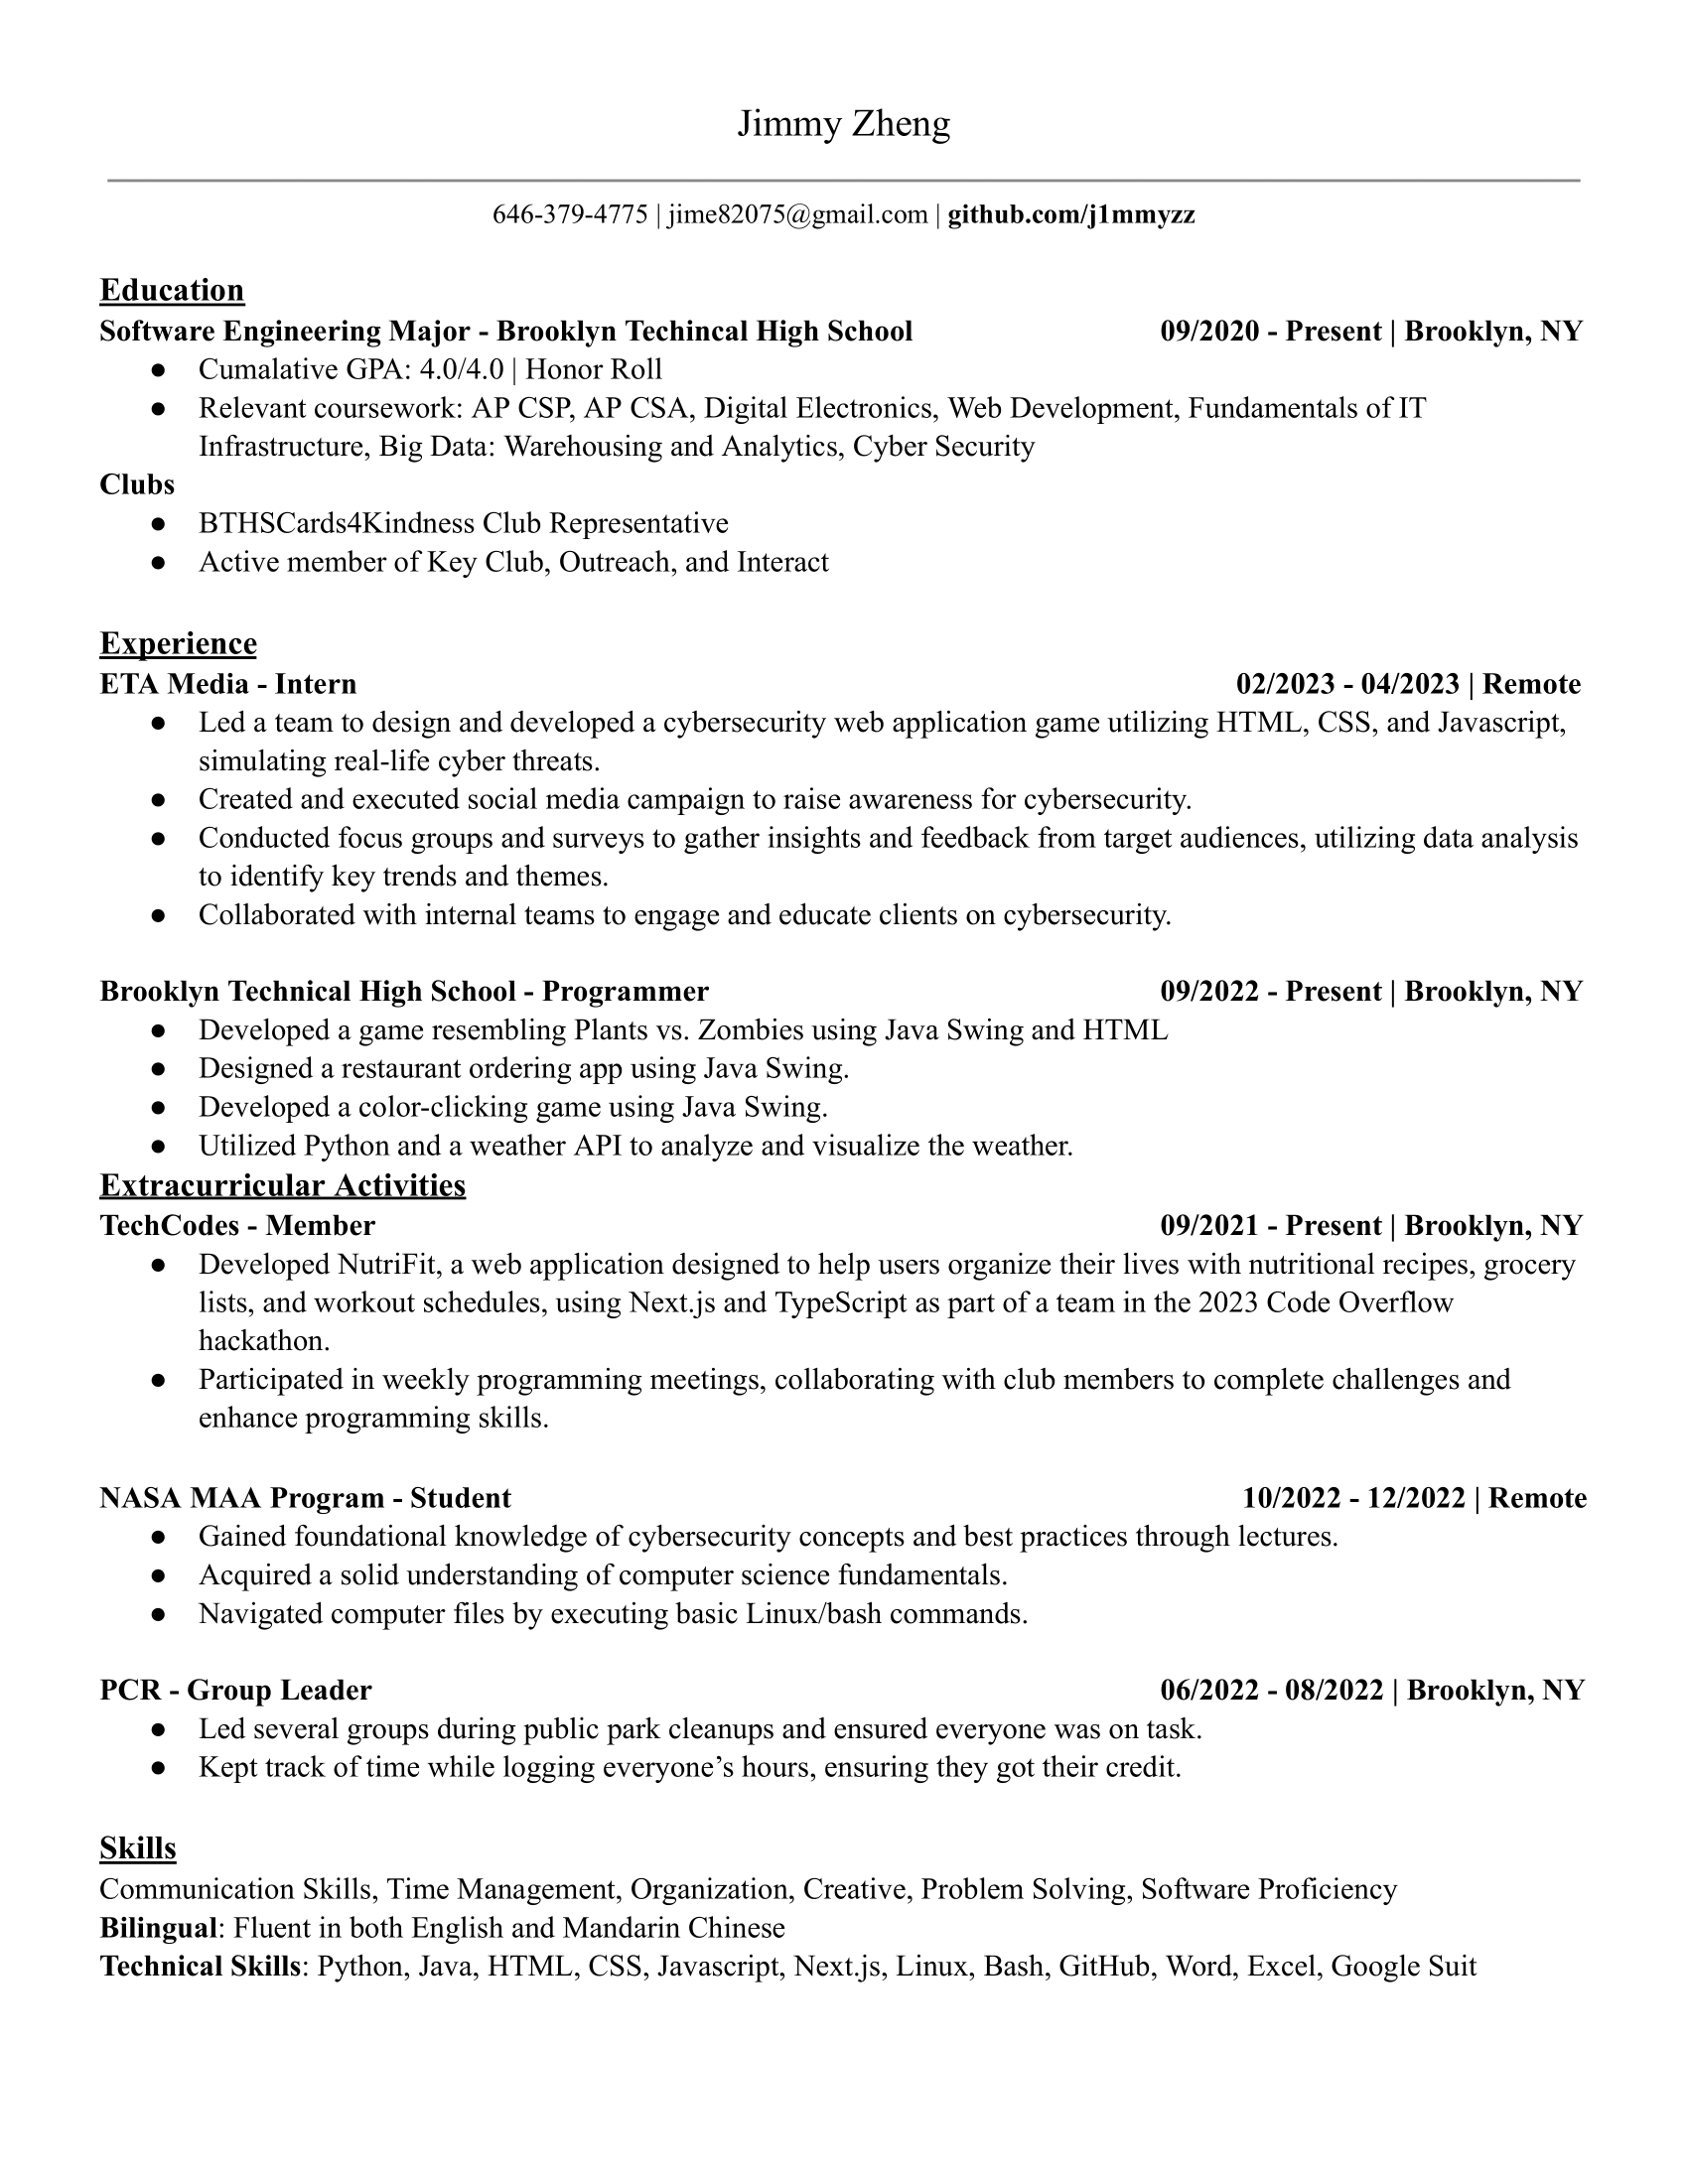 Jimmy Zheng
646-379-4775 | jime82075@gmail.com | github.com/j1mmyzz
Education
Software Engineering Major - Brooklyn Techincal High School 09/2020 - Present | Brooklyn, NY
● Cumalative GPA: 4.0/4.0 | Honor Roll
● Relevant coursework: AP CSP, AP CSA, Digital Electronics, Web Development, Fundamentals of IT
Infrastructure, Big Data: Warehousing and Analytics, Cyber Security
Clubs
● BTHSCards4Kindness Club Representative
● Active member of Key Club, Outreach, and Interact
Experience
ETA Media - Intern 02/2023 - 04/2023 | Remote
● Led a team to design and developed a cybersecurity web application game utilizing HTML, CSS, and Javascript,
simulating real-life cyber threats.
● Created and executed social media campaign to raise awareness for cybersecurity.
● Conducted focus groups and surveys to gather insights and feedback from target audiences, utilizing data analysis
to identify key trends and themes.
● Collaborated with internal teams to engage and educate clients on cybersecurity.
Brooklyn Technical High School - Programmer 09/2022 - Present | Brooklyn, NY
● Developed a game resembling Plants vs. Zombies using Java Swing and HTML
● Designed a restaurant ordering app using Java Swing.
● Developed a color-clicking game using Java Swing.
● Utilized Python and a weather API to analyze and visualize the weather.
Extracurricular Activities
TechCodes - Member 09/2021 - Present | Brooklyn, NY
● Developed NutriFit, a web application designed to help users organize their lives with nutritional recipes, grocery
lists, and workout schedules, using Next.js and TypeScript as part of a team in the 2023 Code Overflow
hackathon.
● Participated in weekly programming meetings, collaborating with club members to complete challenges and
enhance programming skills.
NASA MAA Program - Student 10/2022 - 12/2022 | Remote
● Gained foundational knowledge of cybersecurity concepts and best practices through lectures.
● Acquired a solid understanding of computer science fundamentals.
● Navigated computer files by executing basic Linux/bash commands.
PCR - Group Leader 06/2022 - 08/2022 | Brooklyn, NY
● Led several groups during public park cleanups and ensured everyone was on task.
● Kept track of time while logging everyone’s hours, ensuring they got their credit.
Skills
Communication Skills, Time Management, Organization, Creative, Problem Solving, Software Proficiency
Bilingual: Fluent in both English and Mandarin Chinese
Technical Skills: Python, Java, HTML, CSS, Javascript, Next.js, Linux, Bash, GitHub, Word, Excel, Google Suit